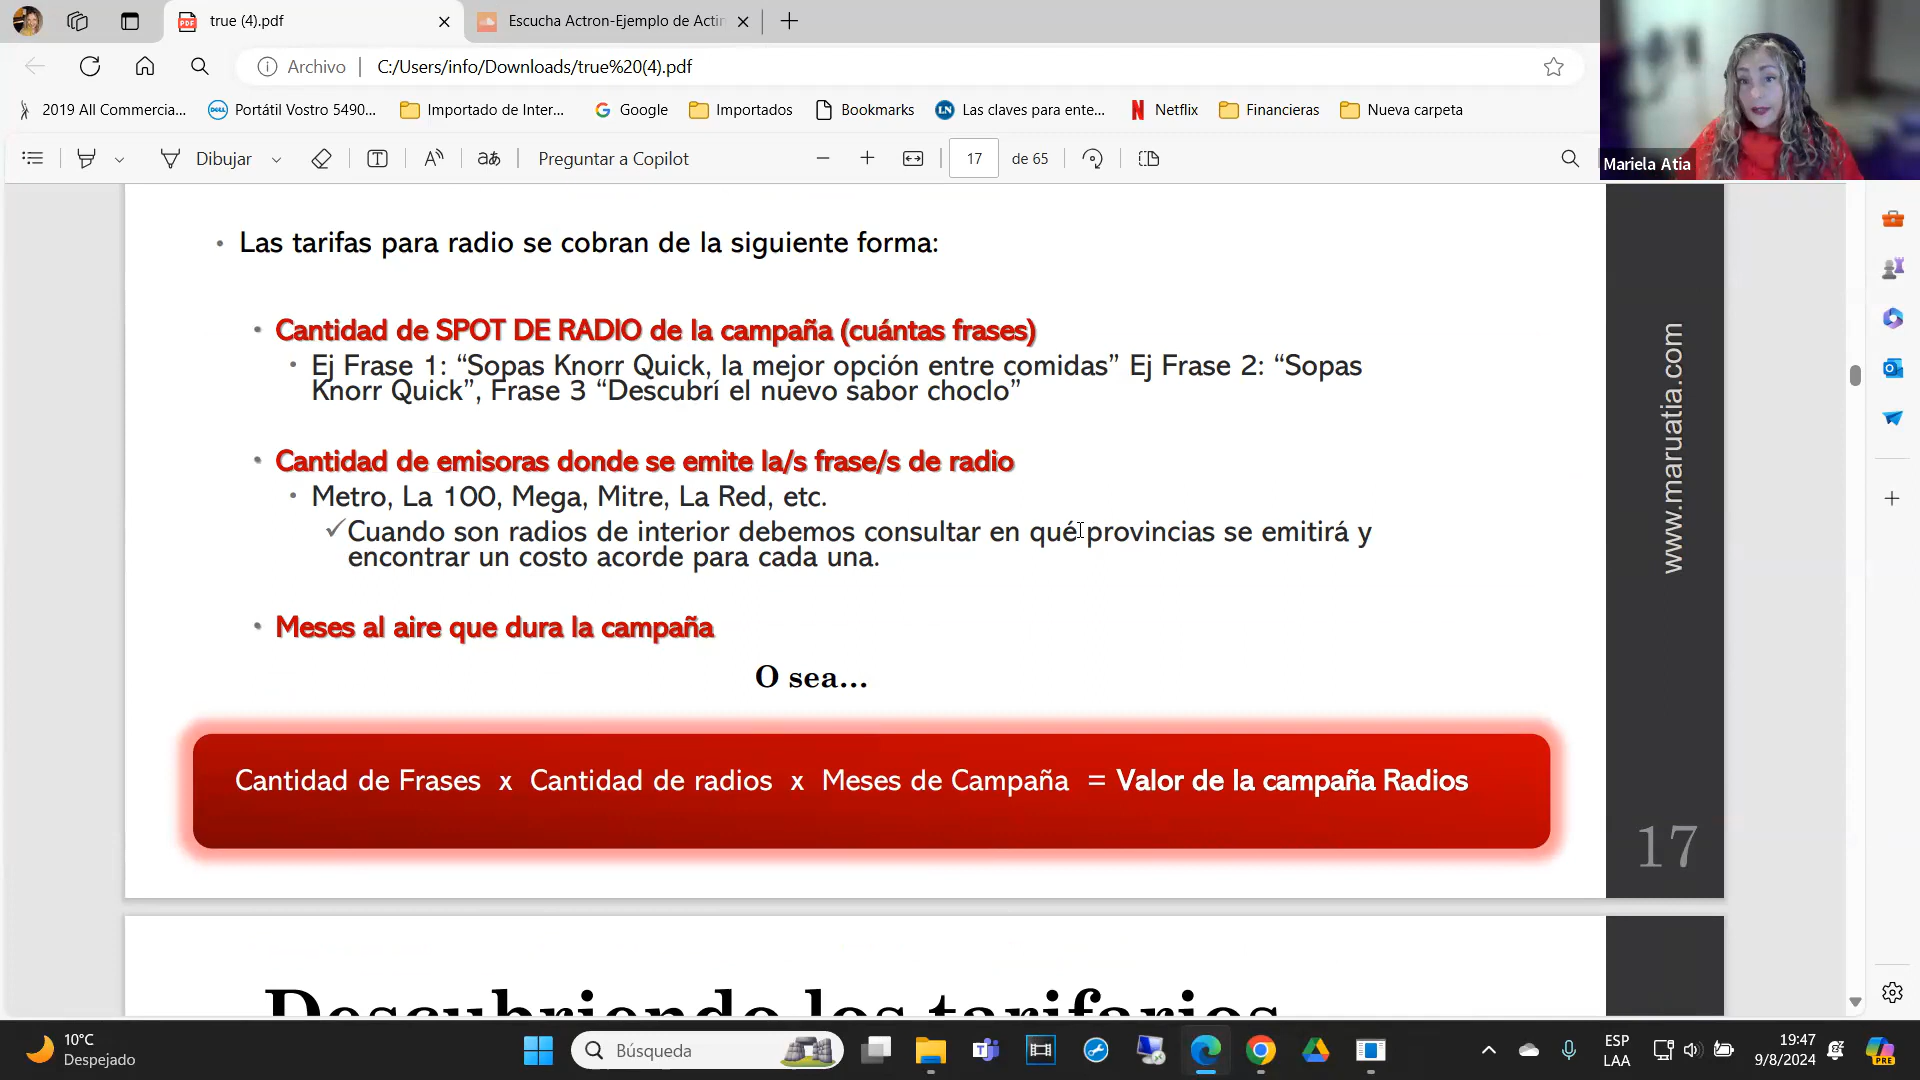 true (4).pdf
Escucha Actron-Ejemplo de Actin
Archivo
C:/Users/info/Downloads/true%20(4).pdf
2019 All Commercia...
Portátil Vostro 5490...
Importado de Inter...
Google
Importados
Bookmarks
Las claves para ente...
Netflix
Financieras
Nueva carpeta
Dibujar
Preguntar a Copilot
17
de 65
Mariela Atia
• Las tarifas para radio se cobran de la siguiente forma:
• Cantidad de SPOT DE RADIO de la campaña (cuántas frases)
• Ej Frase 1: “Sopas Knorr Quick, la mejor opción entre comidas” Ej Frase 2: “Sopas
Knorr Quick”, Frase 3 “Descubrí el nuevo sabor choclo”
• Cantidad de emisoras donde se emite la/s frase/s de radio
• Metro, La 100, Mega, Mitre, La Red, etc.
✓Cuando son radios de interior debemos consultar en qué provincias se emitirá y
encontrar un costo acorde para cada una.
• Meses al aire que dura la campaña
O sea...
Cantidad de Frases x Cantidad de radios x Meses de Campaña = Valor de la campaña Radios
www.maruatia.com
17
Descubriendo los tarifarios
10°C
Despejado
Búsqueda
ESP
LAA
19:47
9/8/2024
PRE